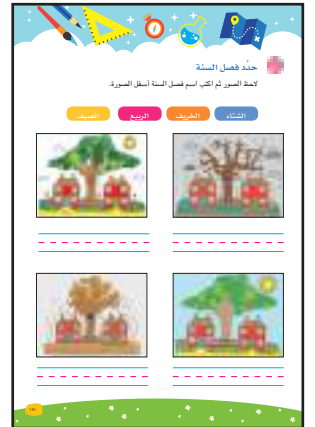 حدِّد فصل السنة
لاحظ الصور ثم اكتب اسم فصل السنة أسفل الصورة.
الشتاء الخريف الربيع الصيف